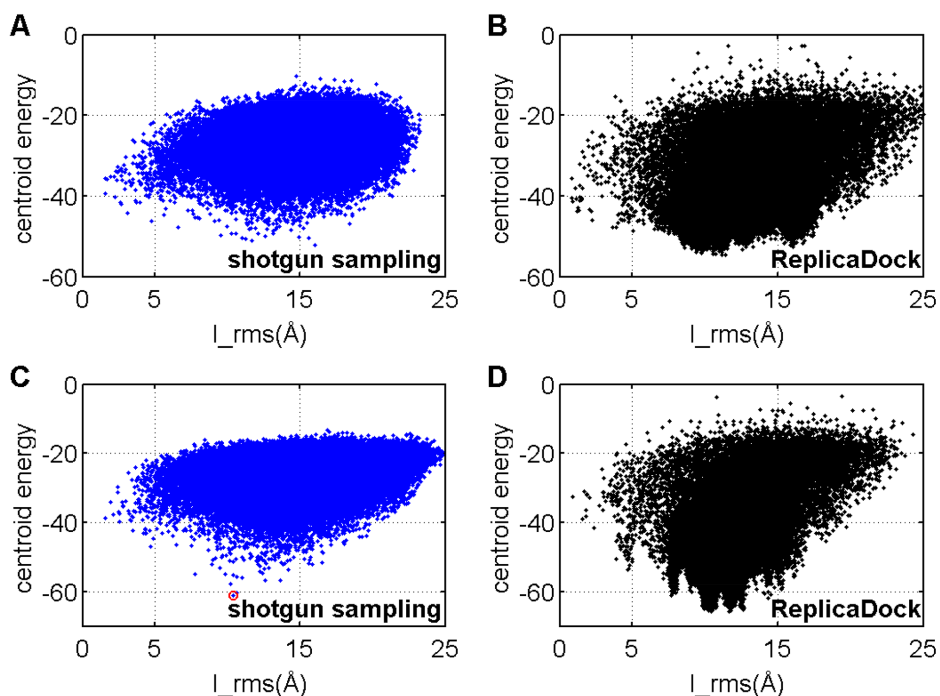 A
B
0
-20
-40
-60
centroid energy
shotgun sampling
0 5 15 25
I_rms(Å)
0
-20
-40
-60
centroid energy
ReplicaDock
0 5 15 25
I_rms(Å)
C
D
0
-20
-40
-60
centroid energy
shotgun sampling
0 5 15 25
I_rms(Å)
0
-20
-40
-60
centroid energy
ReplicaDock
0 5 15 25
I_rms(Å)